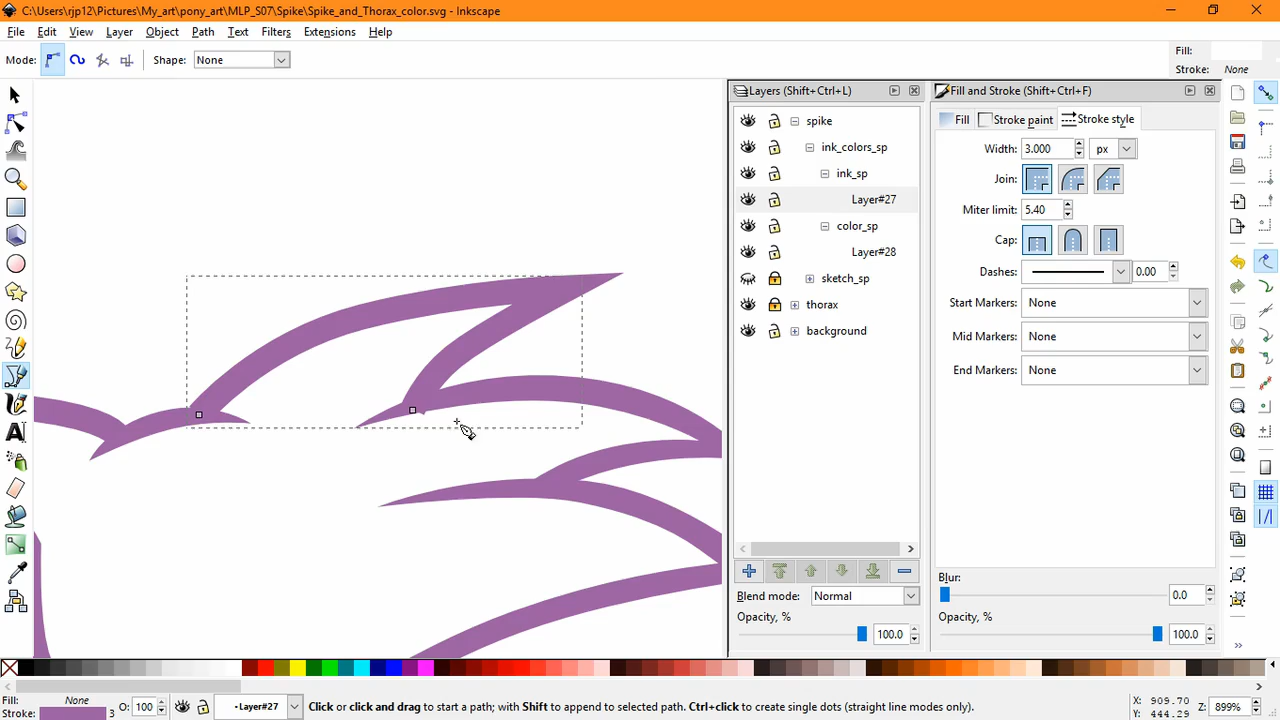 C:\Users\rjp12\Pictures\My_art\pony_art\MLP_S07\Spike\Spike_and_Thorax_color.svg - Inkscape
File Edit View Layer Object Path Text Filters Extensions Help
Mode: Shape: None
Fill:
Stroke: None
Layers (Shift+Ctrl+L)
spike
ink_colors_sp
ink_sp
Layer#27
color_sp
Layer#28
sketch_sp
thorax
background
Blend mode: Normal
Opacity, %
100.0
Fill and Stroke (Shift+Ctrl+F)
Fill Stroke paint Stroke style
Width: 3.000 px
Join:
Miter limit: 5.40
Cap:
Dashes: 0.00
Start Markers: None
Mid Markers: None
End Markers: None
Blur:
0.0
Opacity, %
100.0
Fill: None
Stroke: 3
O: 100
•Layer#27
Click or click and drag to start a path; with Shift to append to selected path. Ctrl+click to create single dots (straight line modes only).
X: 909.70
Y: 444.29
Z: 899%